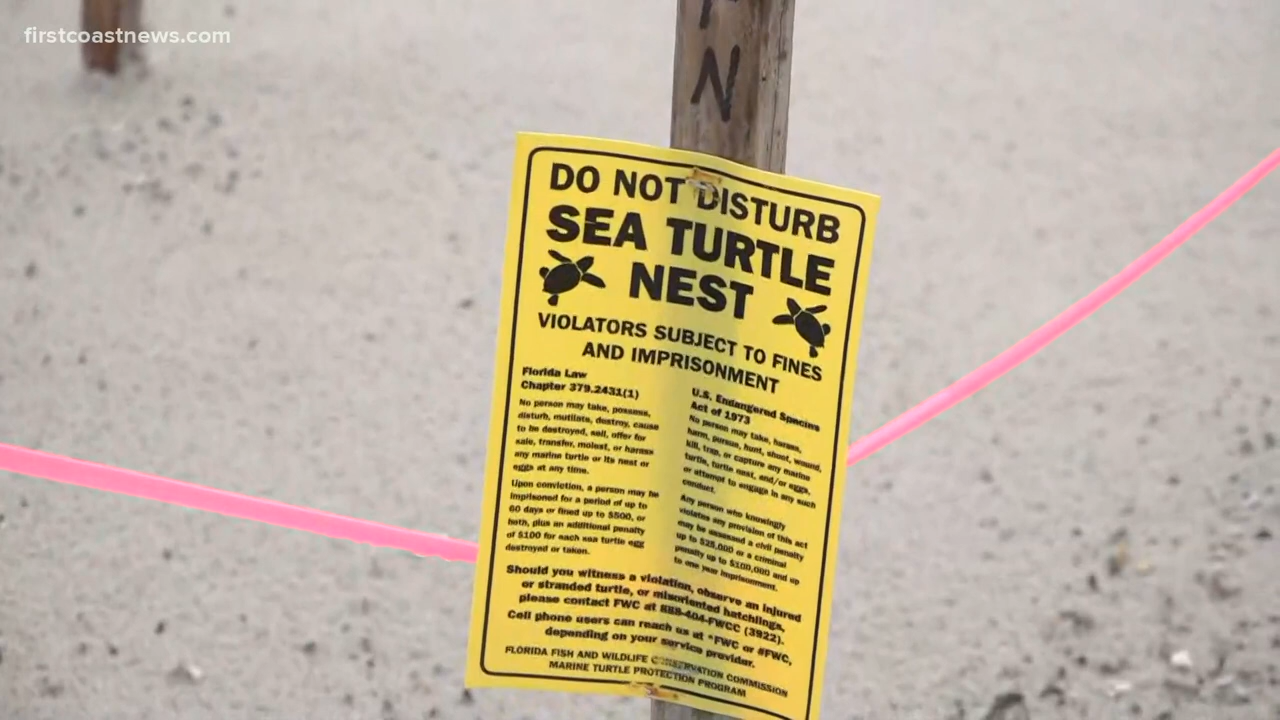 firstcoastnews.com
N
DO NOT DISTURB
SEA TURTLE
NEST
VIOLATORS SUBJECT TO FINES
AND IMPRISONMENT
Florida Law
Chapter 379.2431(1)
No person may take, possess,
disturb, mutilate, destroy, cause
to be destroyed, sell, offer for
sale, transfer, molest, or harass
any marine turtle or its nest or
eggs at any time.
Upon conviction, a person may be
imprisoned for a period of up to
60 days or fined up to $500, or
both, plus an additional penalty
of $100 for each sea turtle egg
destroyed or taken.
U.S. Endangered Species
Act of 1973
No person may take, harass,
harm, pursue, hunt, shoot, wound,
kill, trap, or capture any marine
turtle, turtle nest, and/or eggs,
or attempt to engage in any such
conduct.
Any person who knowingly
violates any provision of this act
may be assessed a civil penalty
up to $25,000 or a criminal
penalty up to $100,000 and up
to one year imprisonment.
Should you witness a violation, observe an injured
or stranded turtle, or misoriented hatchlings,
please contact FWC at 888-404-FWCC (3922).
Cell phone users can reach us at *FWC or #FWC,
depending on your service provider.
FLORIDA FISH AND WILDLIFE CONSERVATION COMMISSION
MARINE TURTLE PROTECTION PROGRAM